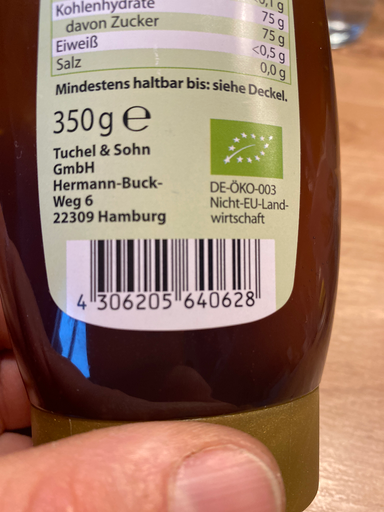 Kohlenhydrate 75 g
davon Zucker 75 g
Eiweiß <0,5 g
Salz 0,0 g
Mindestens haltbar bis: siehe Deckel.
350 g e
Tuchel & Sohn
GmbH
Hermann-Buck-
Weg 6
22309 Hamburg
DE-ÖKO-003
Nicht-EU-Land-
wirtschaft
4 306205 640628